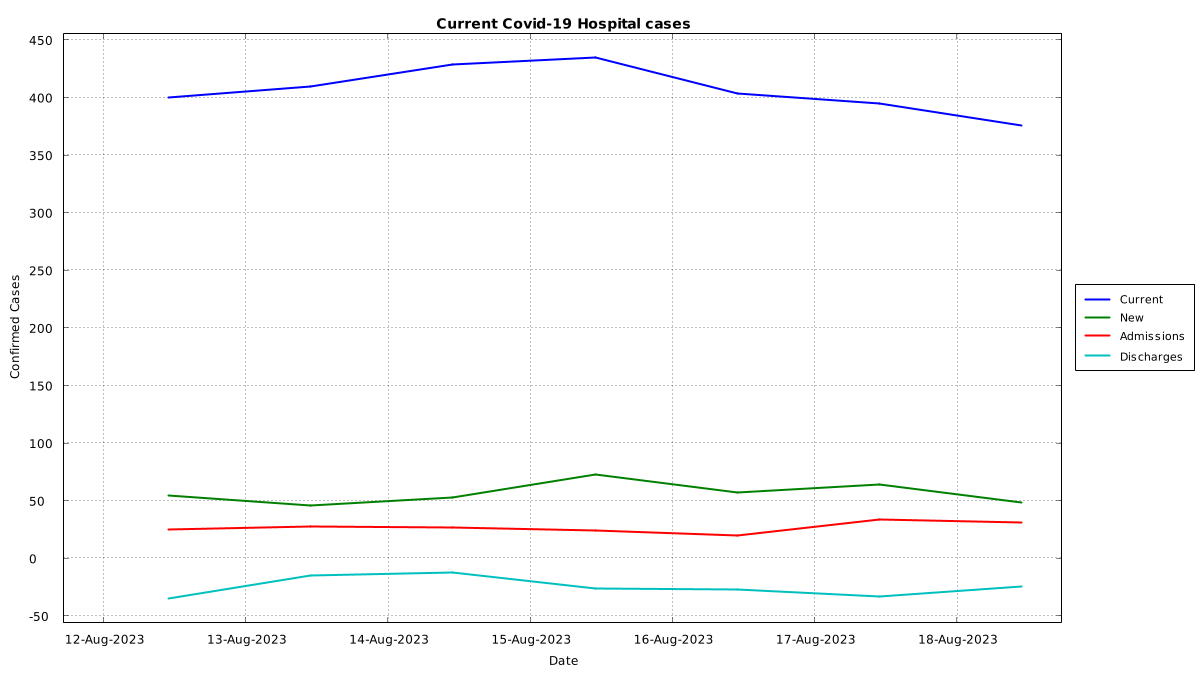 Current Covid-19 Hospital cases
450
400
350
300
250
200
150
100
50
0
-50
Confirmed Cases
12-Aug-2023 13-Aug-2023 14-Aug-2023 15-Aug-2023 16-Aug-2023 17-Aug-2023 18-Aug-2023
Date
Current
New
Admissions
Discharges